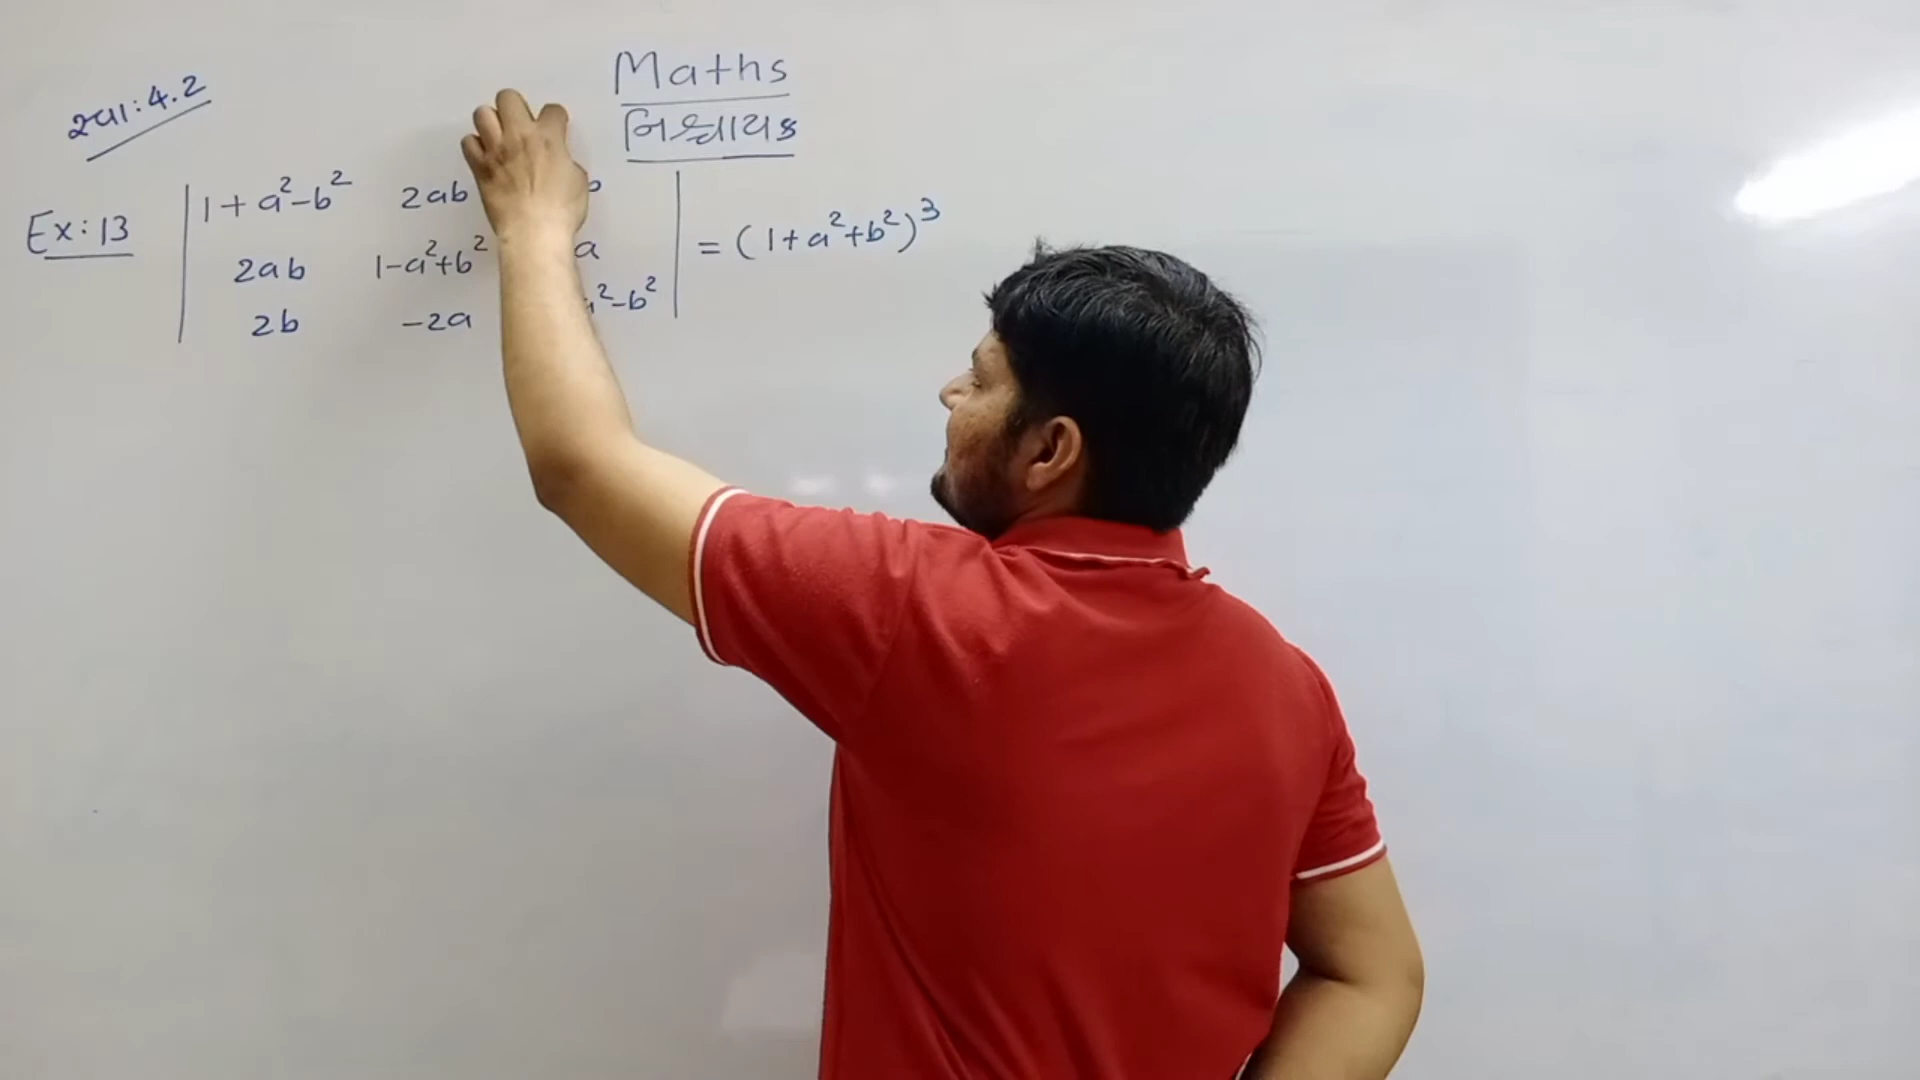 સ્વા:4.2
Maths
નિશ્ચાયક
Ex:13 | 1+a²-b² 2ab b | = (1+a²+b²)³
2ab 1-a²+b² a
2b -2a a²-b²